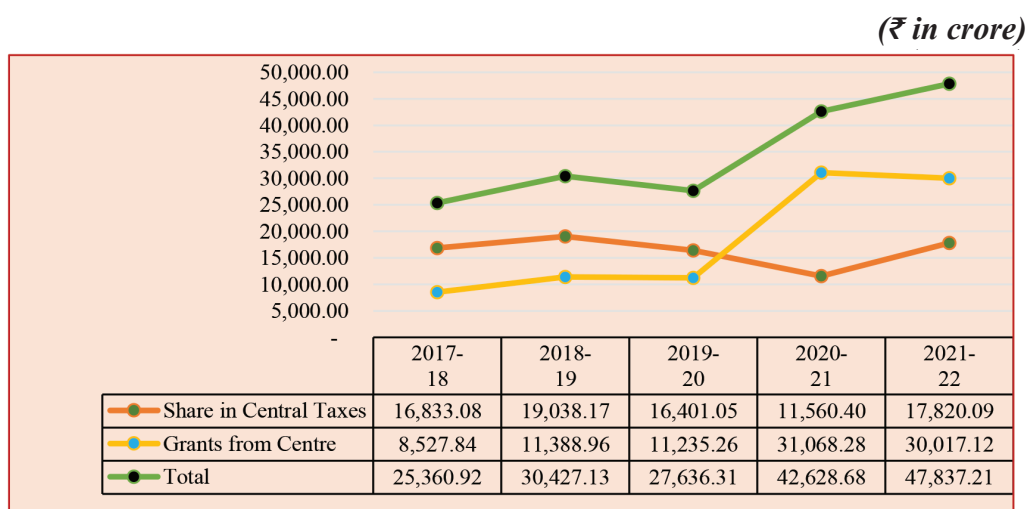 (₹ in crore)
50,000.00
45,000.00
40,000.00
35,000.00
30,000.00
25,000.00
20,000.00
15,000.00
10,000.00
5,000.00
-
2017-18 2018-19 2019-20 2020-21 2021-22
Share in Central Taxes 16,833.08 19,038.17 16,401.05 11,560.40 17,820.09
Grants from Centre 8,527.84 11,388.96 11,235.26 31,068.28 30,017.12
Total 25,360.92 30,427.13 27,636.31 42,628.68 47,837.21